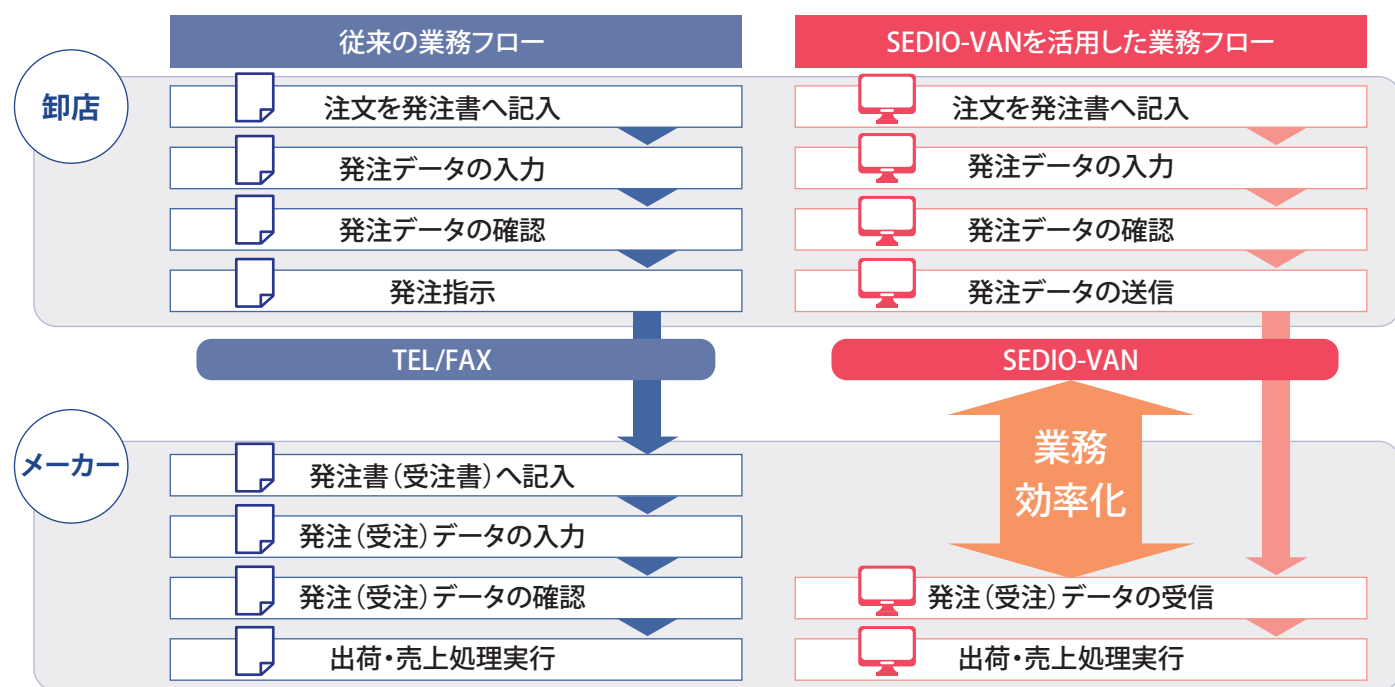 従来の業務フロー
SEDIO-VANを活用した業務フロー
卸店
注文を発注書へ記入
発注データの入力
発注データの確認
発注指示
注文を発注書へ記入
発注データの入力
発注データの確認
発注データの送信
TEL/FAX
SEDIO-VAN
メーカー
発注書（受注書）へ記入
発注（受注）データの入力
発注（受注）データの確認
出荷・売上処理実行
業務
効率化
発注（受注）データの受信
出荷・売上処理実行